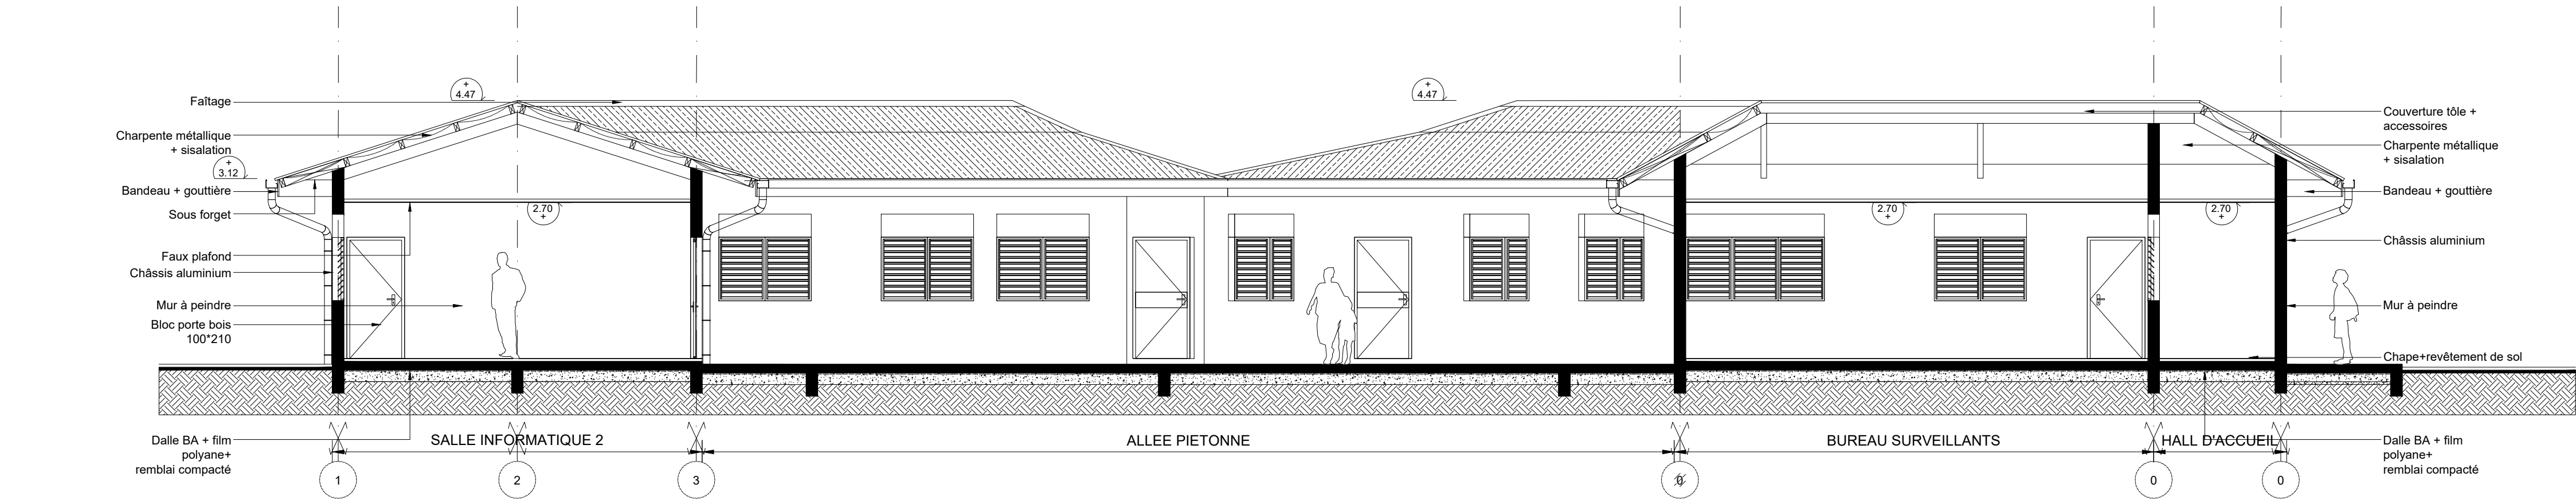 +
4.47
+
4.47
Faîtage
Charpente métallique
+ sisalation
+
3.12
Bandeau + gouttière
Sous forget
Faux plafond
Châssis aluminium
Mur à peindre
Bloc porte bois
100*210
Dalle BA + film
polyane+
remblai compacté
2.70
+
2.70
+
2.70
+
Couverture tôle +
accessoires
Charpente métallique
+ sisalation
Bandeau + gouttière
Châssis aluminium
Mur à peindre
Chape+revêtement de sol
Dalle BA + film
polyane+
remblai compacté
SALLE INFORMATIQUE 2
ALLEE PIETONNE
BUREAU SURVEILLANTS
HALL D'ACCUEIL
1
2
3
0
0